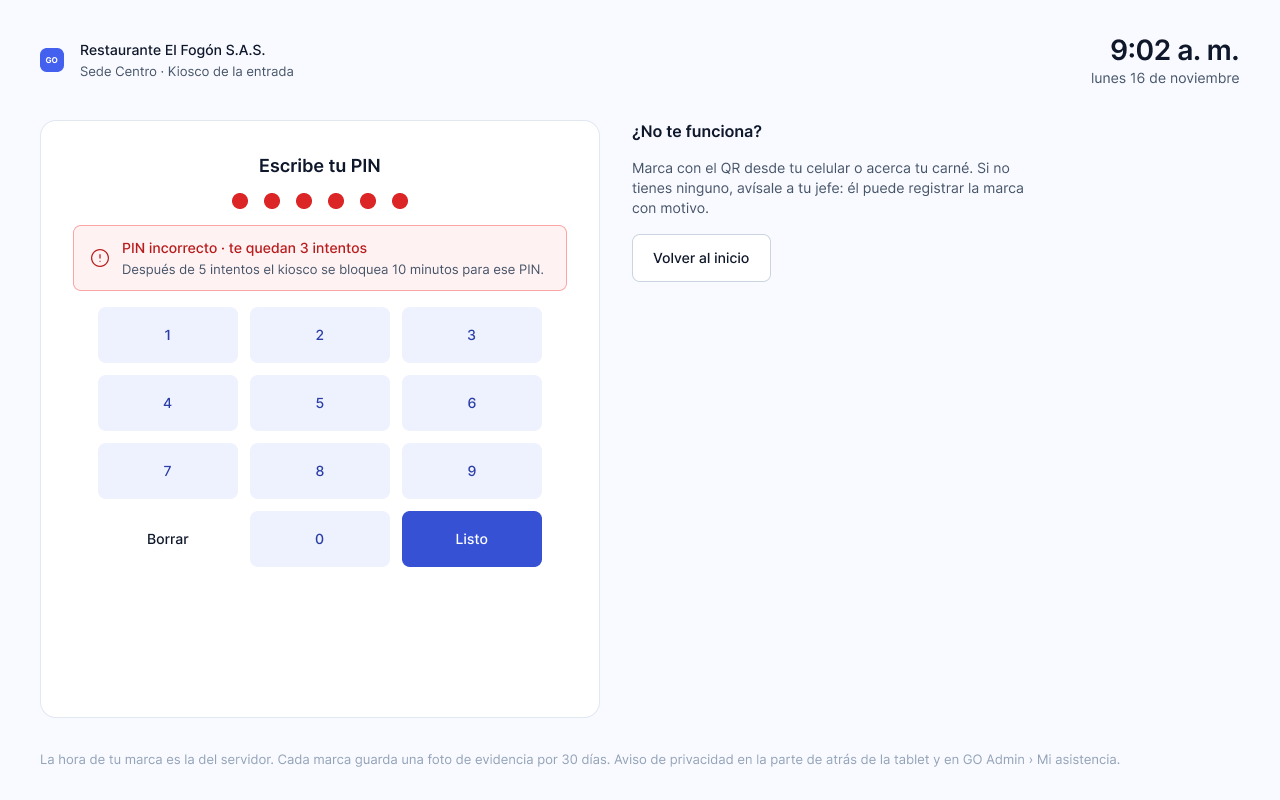 GO
Restaurante El Fogón S.A.S.
Sede Centro · Kiosco de la entrada
9:02 a. m.
lunes 16 de noviembre
Escribe tu PIN
PIN incorrecto · te quedan 3 intentos
Después de 5 intentos el kiosco se bloquea 10 minutos para ese PIN.
1
2
3
4
5
6
7
8
9
Borrar
0
Listo
¿No te funciona?
Marca con el QR desde tu celular o acerca tu carné. Si no
tienes ninguno, avísale a tu jefe: él puede registrar la marca
con motivo.
Volver al inicio
La hora de tu marca es la del servidor. Cada marca guarda una foto de evidencia por 30 días. Aviso de privacidad en la parte de atrás de la tablet y en GO Admin › Mi asistencia.